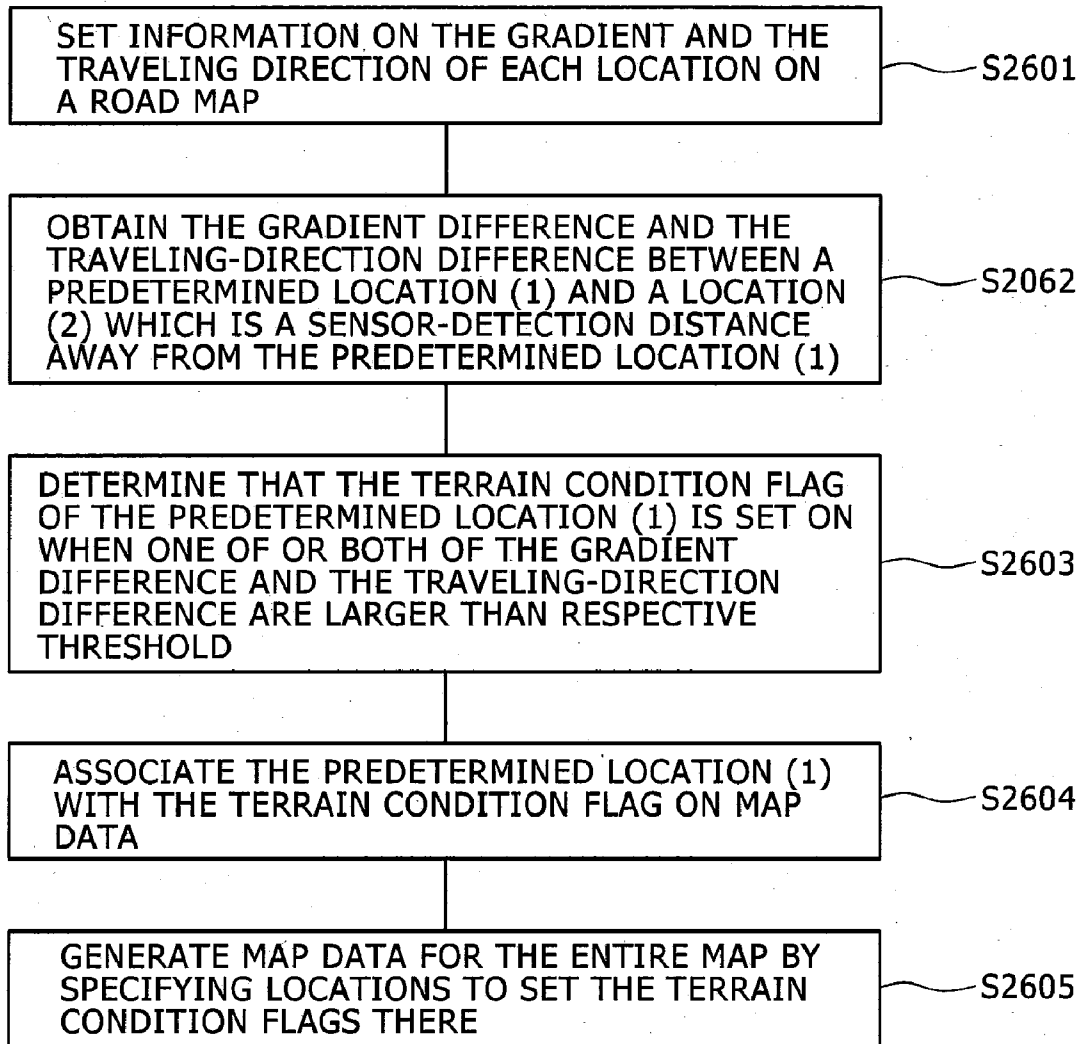 SET INFORMATION ON THE GRADIENT AND THE
TRAVELING DIRECTION OF EACH LOCATION ON
A ROAD MAP
S2601
OBTAIN THE GRADIENT DIFFERENCE AND THE
TRAVELING-DIRECTION DIFFERENCE BETWEEN A
PREDETERMINED LOCATION (1) AND A LOCATION
(2) WHICH IS A SENSOR-DETECTION DISTANCE
AWAY FROM THE PREDETERMINED LOCATION (1)
S2062
DETERMINE THAT THE TERRAIN CONDITION FLAG
OF THE PREDETERMINED LOCATION (1) IS SET ON
WHEN ONE OF OR BOTH OF THE GRADIENT
DIFFERENCE AND THE TRAVELING-DIRECTION
DIFFERENCE ARE LARGER THAN RESPECTIVE
THRESHOLD
S2603
ASSOCIATE THE PREDETERMINED LOCATION (1)
WITH THE TERRAIN CONDITION FLAG ON MAP
DATA
S2604
GENERATE MAP DATA FOR THE ENTIRE MAP BY
SPECIFYING LOCATIONS TO SET THE TERRAIN
CONDITION FLAGS THERE
S2605